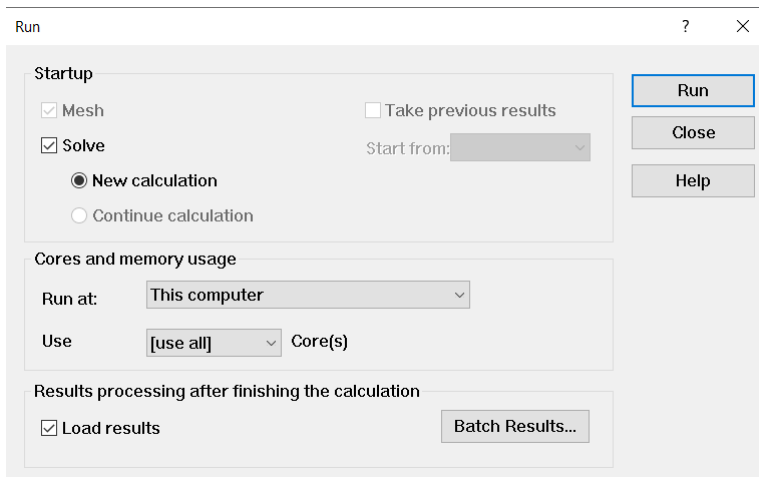 Run
?
Startup
Mesh
Take previous results
Run
Solve
Start from:
Close
New calculation
Help
Continue calculation
Cores and memory usage
Run at:
This computer
Use
[use all]
Core(s)
Results processing after finishing the calculation
Load results
Batch Results...